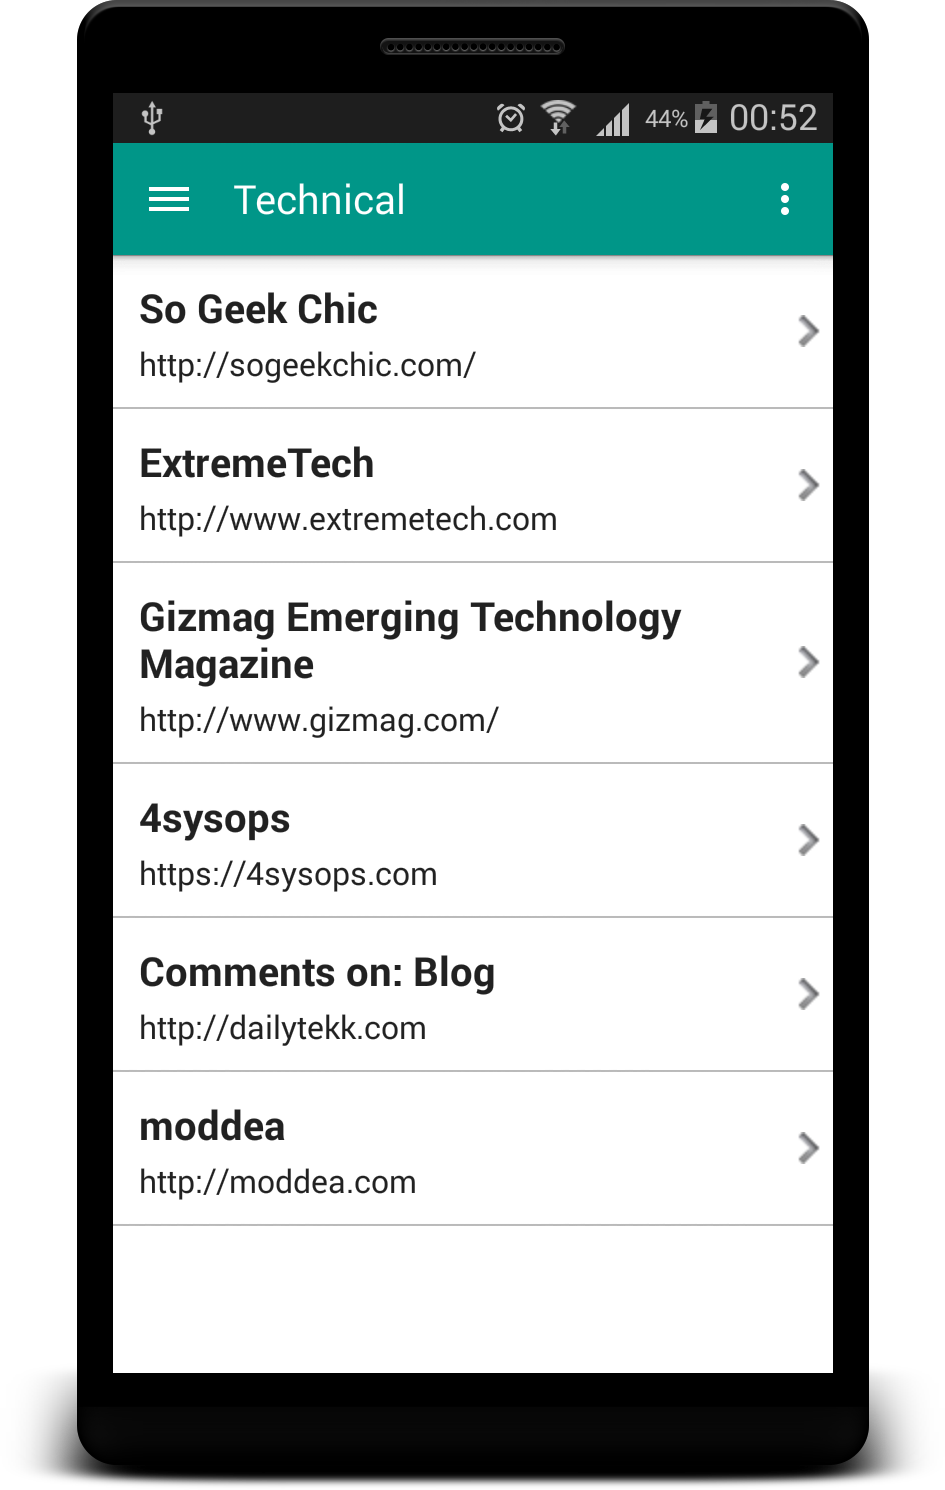 44% 00:52
Technical
So Geek Chic
http://sogeekchic.com/
ExtremeTech
http://www.extremetech.com
Gizmag Emerging Technology
Magazine
http://www.gizmag.com/
4sysops
https://4sysops.com
Comments on: Blog
http://dailytekk.com
moddea
http://moddea.com